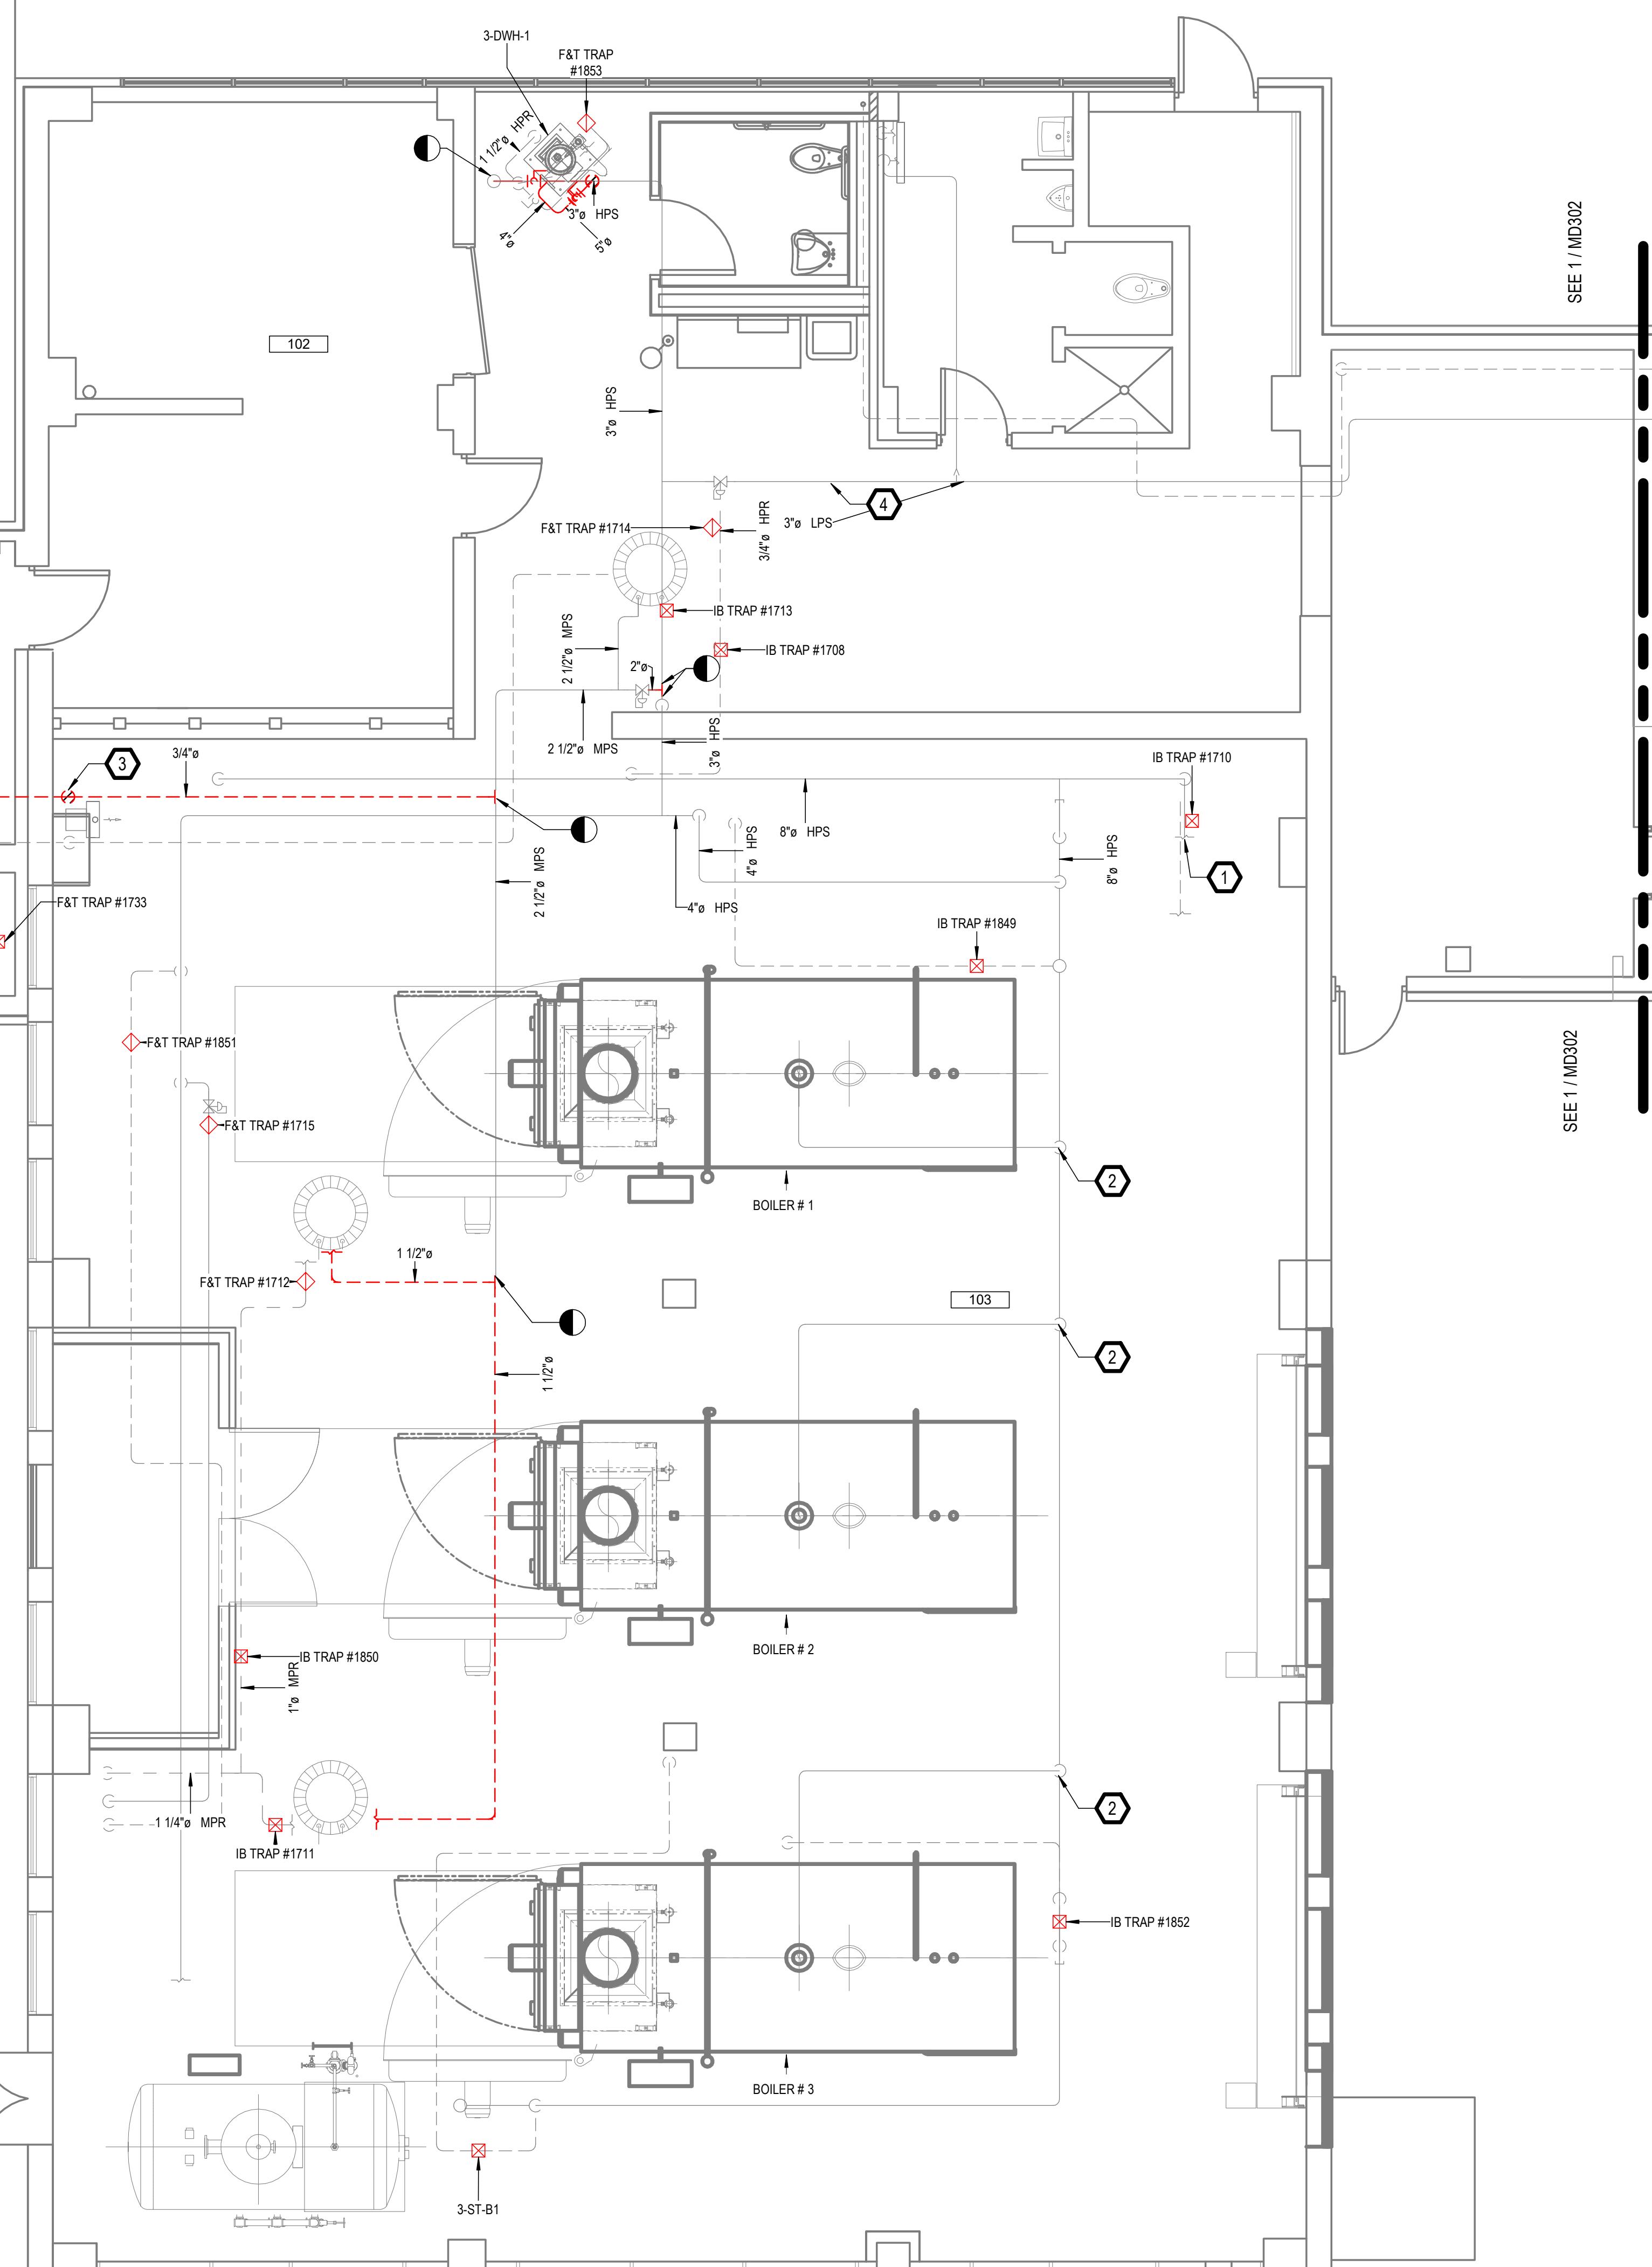 3-DWH-1
F&T TRAP
#1853
1 1/2"ø HPR
3"ø HPS
4"ø
5"ø
SEE 1 / MD302
102
3"ø HPS
4
3"ø LPS
F&T TRAP #1714
3/4"ø HPR
IB TRAP #1713
2 1/2"ø MPS
IB TRAP #1708
2"ø
2 1/2"ø MPS
3"ø HPS
3
3/4"ø
IB TRAP #1710
8"ø HPS
4"ø HPS
8"ø HPS
1
2 1/2"ø MPS
4"ø HPS
F&T TRAP #1733
IB TRAP #1849
F&T TRAP #1851
SEE 1 / MD302
F&T TRAP #1715
2
BOILER # 1
1 1/2"ø
F&T TRAP #1712
103
2
1 1/2"ø
BOILER # 2
IB TRAP #1850
1"ø MPR
2
1 1/4"ø MPR
IB TRAP #1711
IB TRAP #1852
BOILER # 3
3-ST-B1